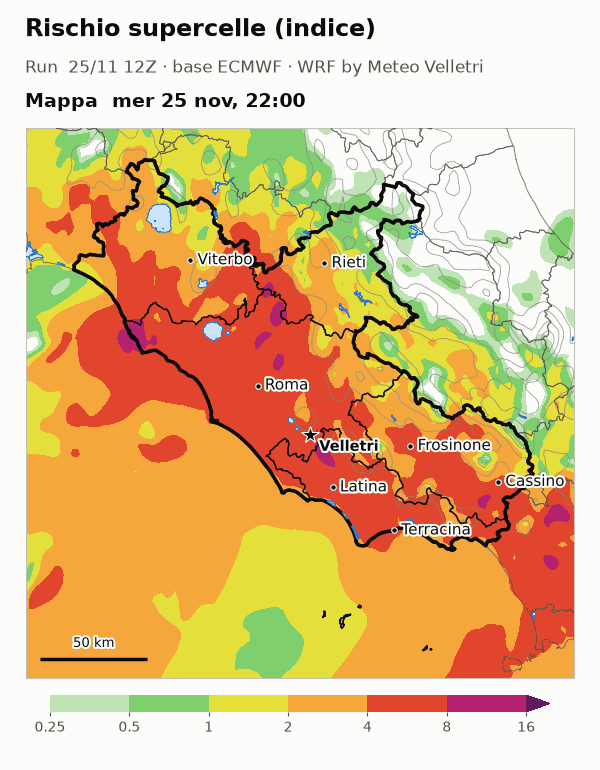 Rischio supercelle (indice)
Run 25/11 12Z · base ECMWF · WRF by Meteo Velletri
Mappa mer 25 nov, 22:00
Viterbo
Rieti
Roma
Velletri
Frosinone
Cassino
Latina
Terracina
50 km
0.25 0.5 1 2 4 8 16